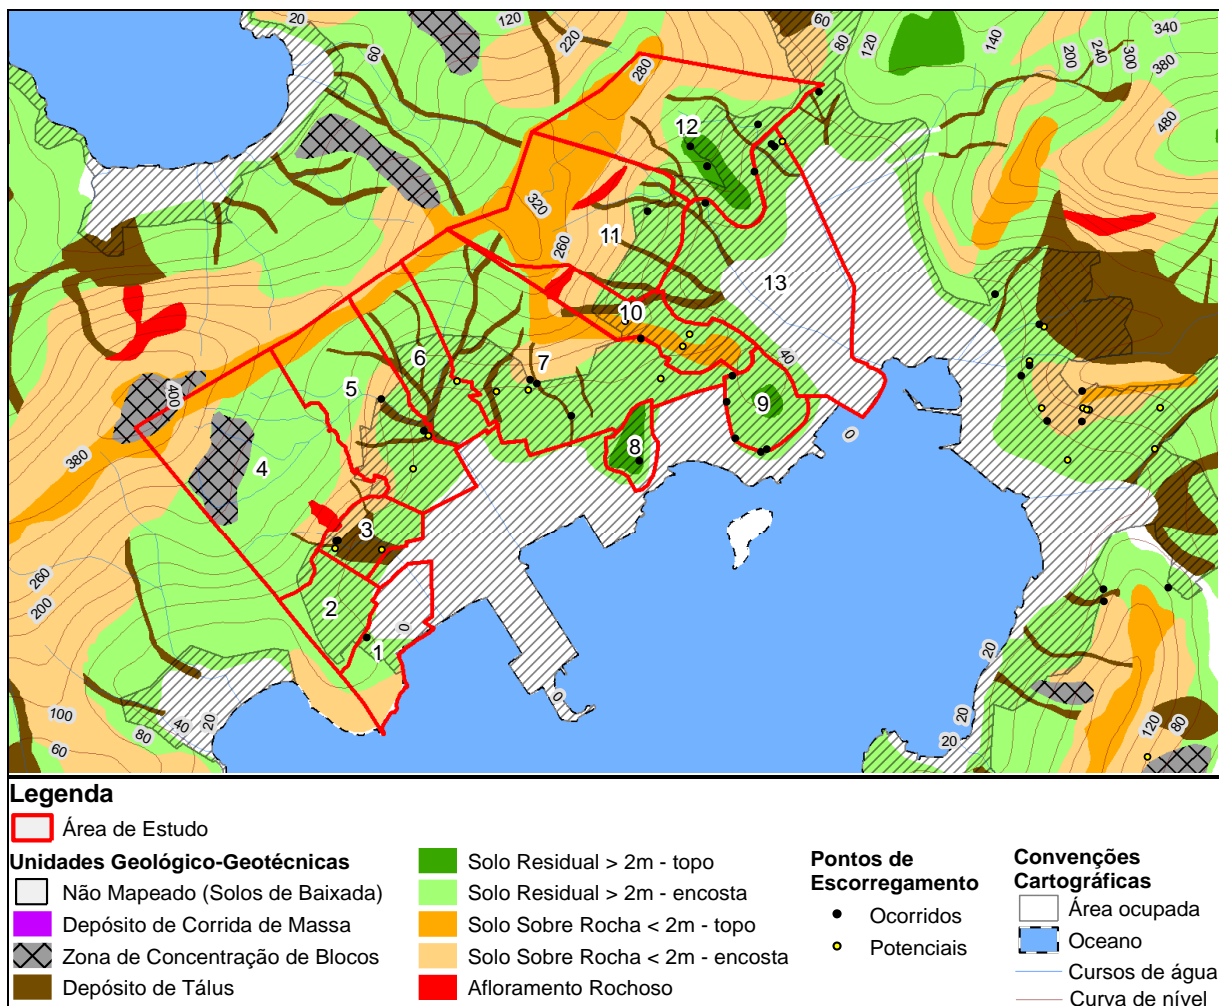 20
120
60
220
280
60
80
120
140
340
200
240
300
380
480
12
320
260
11
13
10
40
6
7
5
9
400
380
4
8
0
3
260
200
2
0
1
0
20
20
20
100
60
80
40
20
120
80
Legenda
Área de Estudo
Unidades Geológico-Geotécnicas
Não Mapeado (Solos de Baixada)
Depósito de Corrida de Massa
Zona de Concentração de Blocos
Depósito de Tálus
Solo Residual > 2m - topo
Solo Residual > 2m - encosta
Solo Sobre Rocha < 2m - topo
Solo Sobre Rocha < 2m - encosta
Afloramento Rochoso
Pontos de
Escorregamento
Ocorridos
Potenciais
Convenções
Cartográficas
Área ocupada
Oceano
Cursos de água
Curva de nível